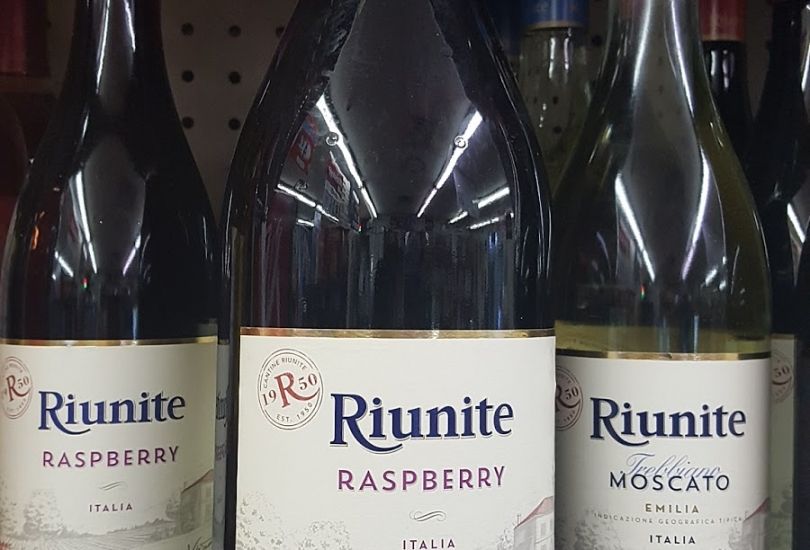 Riunite
RASPBERRY
ITALIA
CANTINE RIUNITE
19 R 50
EST. 1950
Riunite
RASPBERRY
ITALIA
R 50
Riunite
Trebbiano
MOSCATO
EMILIA
INDICAZIONE GEOGRAFICA TIPICA
ITALIA